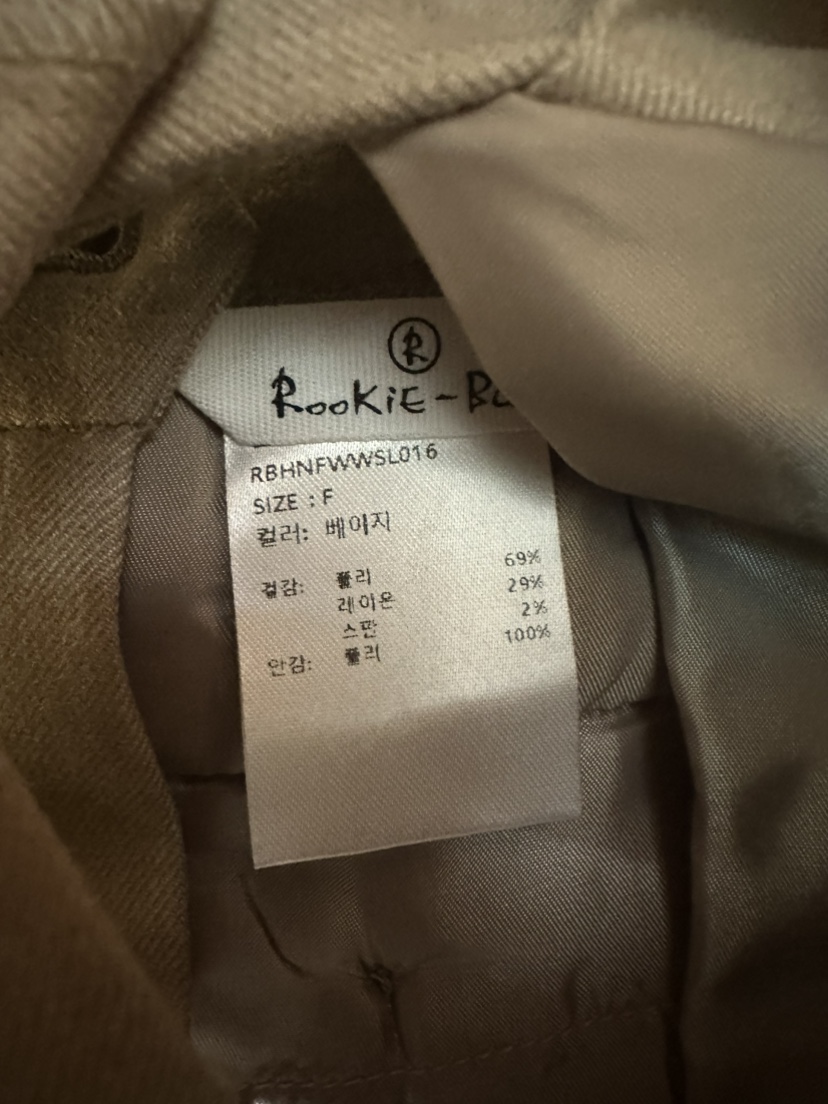 R
ROOKiE-BU
RBHNFWWSL016
SIZE : F
컬러: 베이지
겉감: 폴리 69%
레이온 29%
스판 2%
안감: 폴리 100%